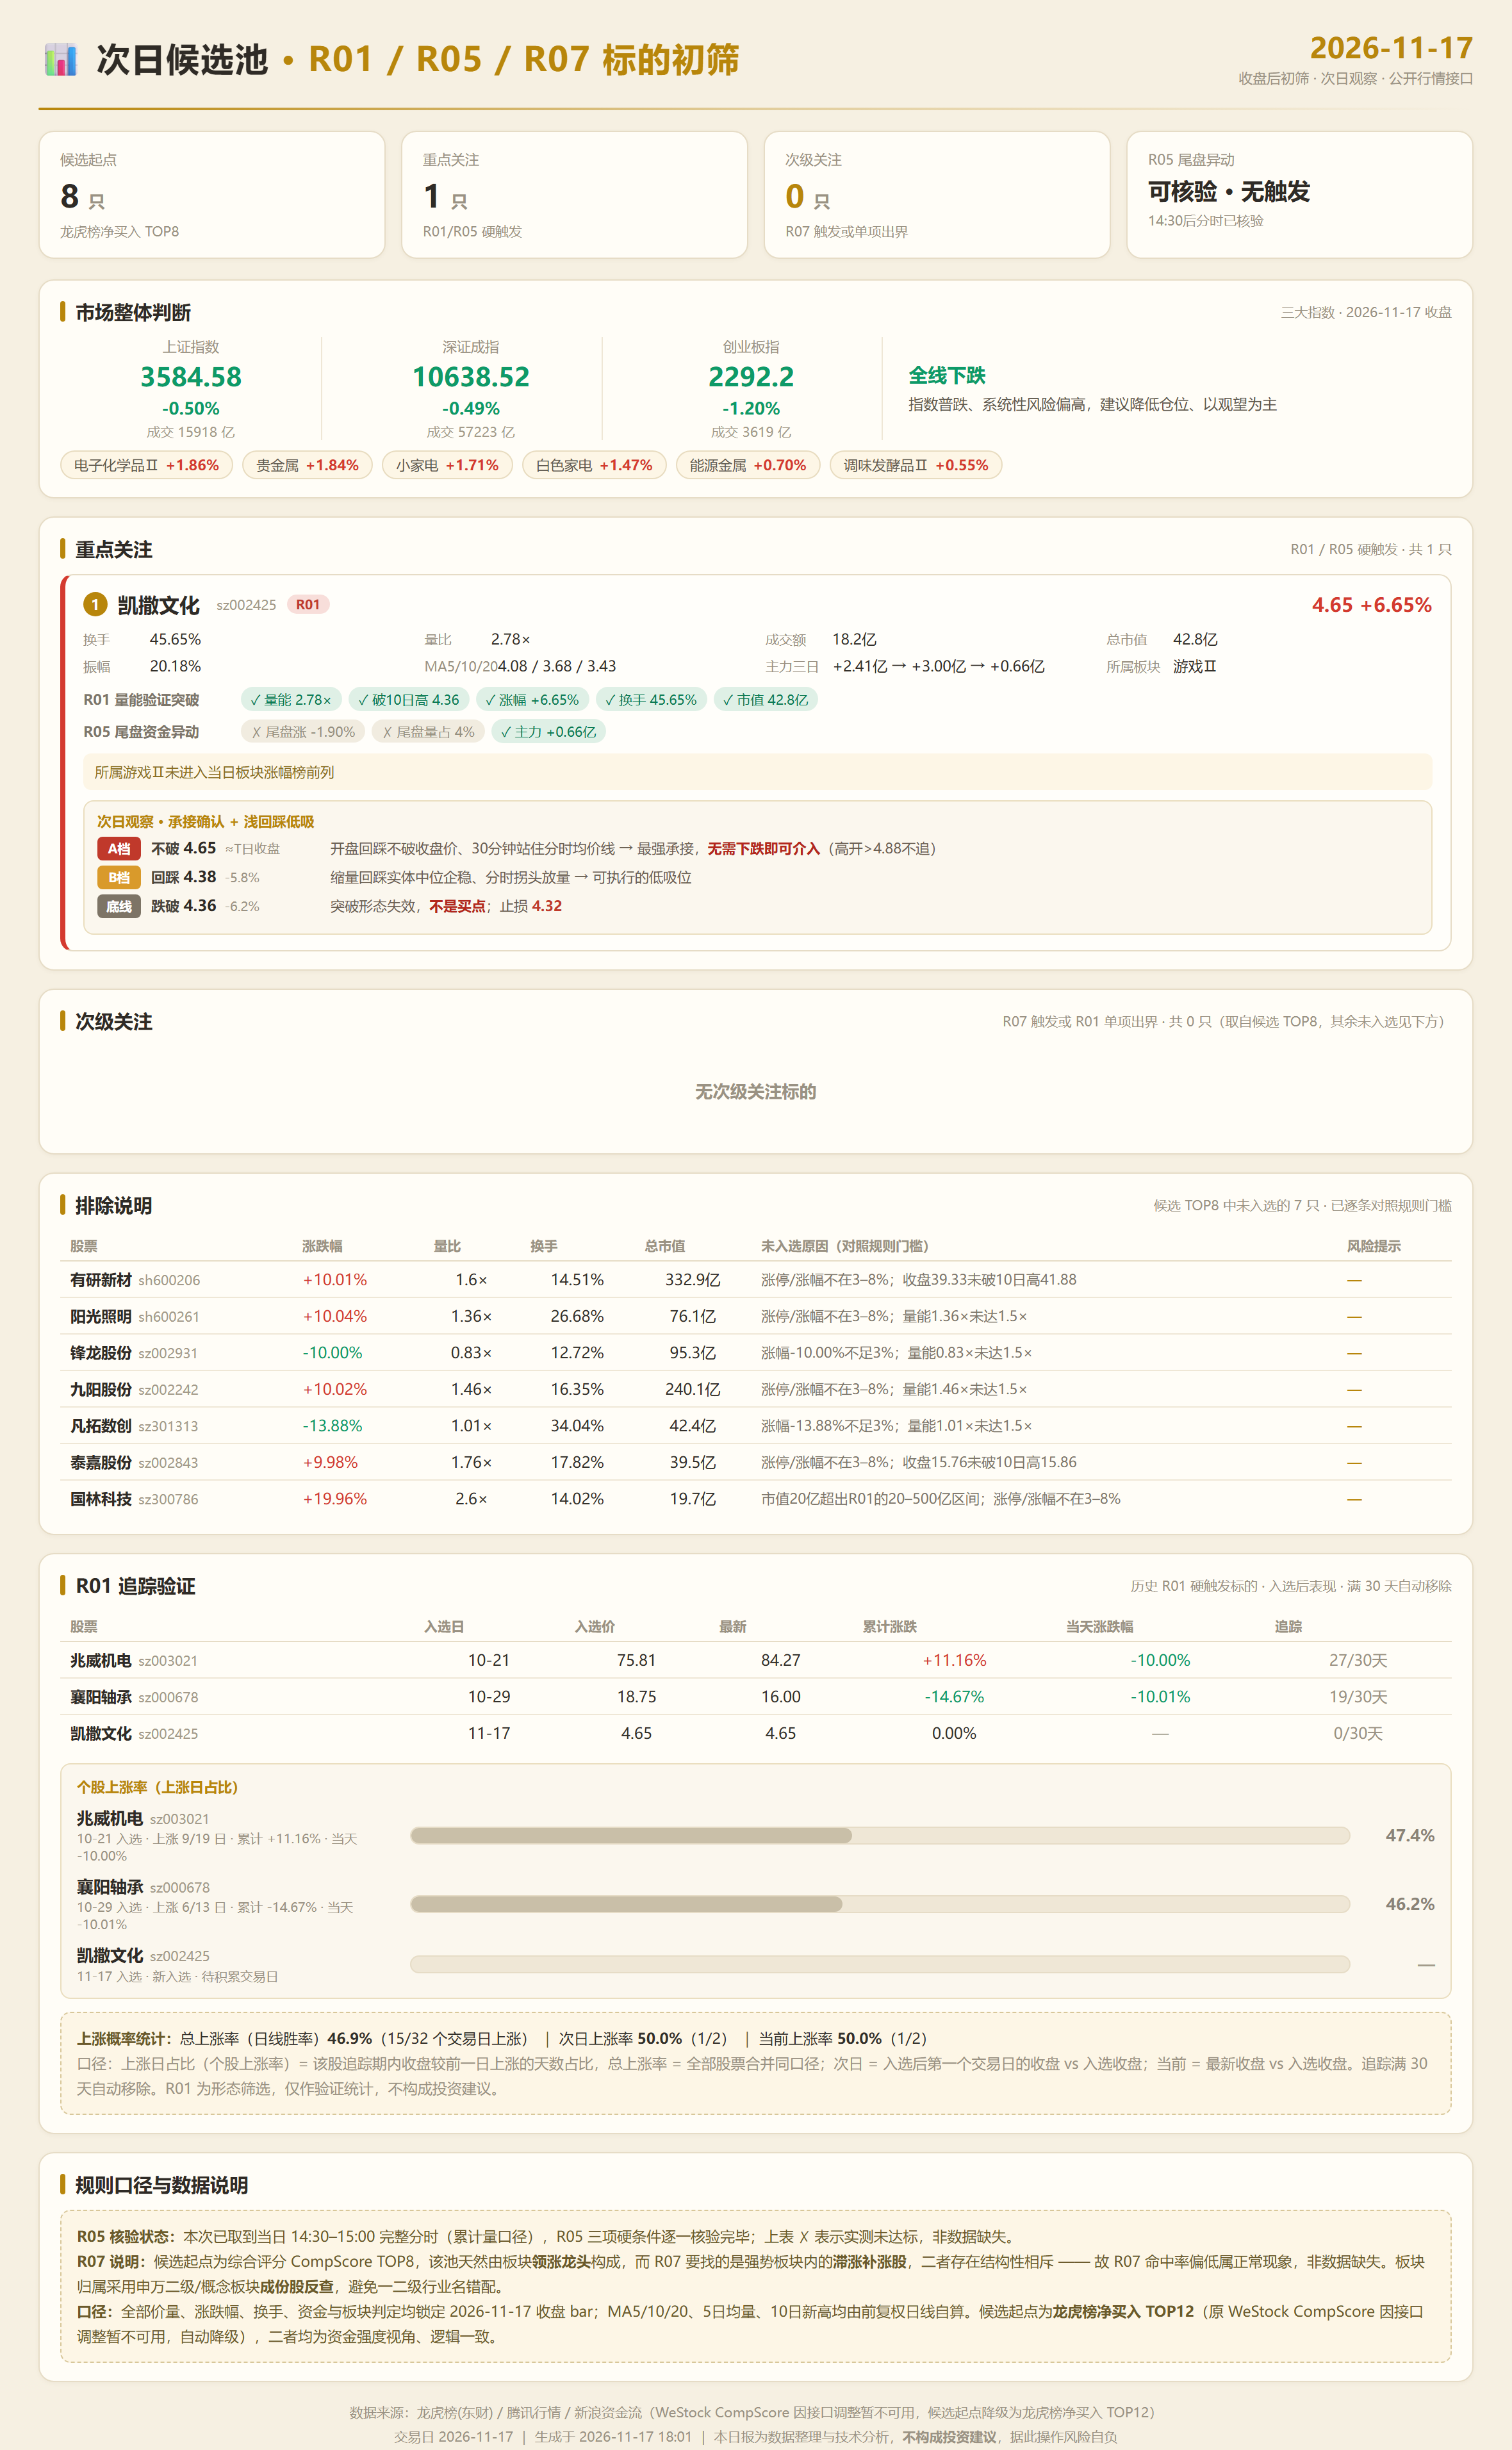 次日候选池 · R01 / R05 / R07 标的初筛
2026-11-17
收盘后初筛 · 次日观察 · 公开行情接口
候选起点
8 只
龙虎榜净买入 TOP8
重点关注
1 只
R01/R05 硬触发
次级关注
0 只
R07 触发或单项出界
R05 尾盘异动
可核验 · 无触发
14:30后分时已核验
市场整体判断
三大指数 · 2026-11-17 收盘
上证指数
3584.58
-0.50%
成交 15918 亿
深证成指
10638.52
-0.49%
成交 57223 亿
创业板指
2292.2
-1.20%
成交 3619 亿
全线下跌
指数普跌、系统性风险偏高，建议降低仓位、以观望为主
电子化学品Ⅱ +1.86% 贵金属 +1.84% 小家电 +1.71% 白色家电 +1.47% 能源金属 +0.70% 调味发酵品Ⅱ +0.55%
重点关注
R01 / R05 硬触发 · 共 1 只
1 凯撒文化 sz002425 R01 4.65 +6.65%
换手 45.65% 量比 2.78× 成交额 18.2亿 总市值 42.8亿
振幅 20.18% MA5/10/20 4.08 / 3.68 / 3.43 主力三日 +2.41亿 → +3.00亿 → +0.66亿 所属板块 游戏Ⅱ
R01 量能验证突破 ✓ 量能 2.78× ✓ 破10日高 4.36 ✓ 涨幅 +6.65% ✓ 换手 45.65% ✓ 市值 42.8亿
R05 尾盘资金异动 ✗ 尾盘涨 -1.90% ✗ 尾盘量占 4% ✓ 主力 +0.66亿
所属游戏Ⅱ未进入当日板块涨幅榜前列
次日观察 · 承接确认 + 浅回踩低吸
A档 不破 4.65 ≈T日收盘 开盘回踩不破收盘价、30分钟站住分时均价线 → 最强承接，无需下跌即可介入（高开>4.88不追）
B档 回踩 4.38 -5.8% 缩量回踩实体中位企稳、分时拐头放量 → 可执行的低吸位
底线 跌破 4.36 -6.2% 突破形态失效，不是买点；止损 4.32
次级关注
R07 触发或 R01 单项出界 · 共 0 只（取自候选 TOP8，其余未入选见下方）
无次级关注标的
排除说明
候选 TOP8 中未入选的 7 只 · 已逐条对照规则门槛
股票 涨跌幅 量比 换手 总市值 未入选原因（对照规则门槛） 风险提示
有研新材 sh600206 +10.01% 1.6× 14.51% 332.9亿 涨停/涨幅不在3–8%；收盘39.33未破10日高41.88 —
阳光照明 sh600261 +10.04% 1.36× 26.68% 76.1亿 涨停/涨幅不在3–8%；量能1.36×未达1.5× —
锋龙股份 sz002931 -10.00% 0.83× 12.72% 95.3亿 涨幅-10.00%不足3%；量能0.83×未达1.5× —
九阳股份 sz002242 +10.02% 1.46× 16.35% 240.1亿 涨停/涨幅不在3–8%；量能1.46×未达1.5× —
凡拓数创 sz301313 -13.88% 1.01× 34.04% 42.4亿 涨幅-13.88%不足3%；量能1.01×未达1.5× —
泰嘉股份 sz002843 +9.98% 1.76× 17.82% 39.5亿 涨停/涨幅不在3–8%；收盘15.76未破10日高15.86 —
国林科技 sz300786 +19.96% 2.6× 14.02% 19.7亿 市值20亿超出R01的20–500亿区间；涨停/涨幅不在3–8% —
R01 追踪验证
历史 R01 硬触发标的 · 入选后表现 · 满 30 天自动移除
股票 入选日 入选价 最新 累计涨跌 当天涨跌幅 追踪
兆威机电 sz003021 10-21 75.81 84.27 +11.16% -10.00% 27/30天
襄阳轴承 sz000678 10-29 18.75 16.00 -14.67% -10.01% 19/30天
凯撒文化 sz002425 11-17 4.65 4.65 0.00% — 0/30天
个股上涨率（上涨日占比）
兆威机电 sz003021
10-21 入选 · 上涨 9/19 日 · 累计 +11.16% · 当天
-10.00%
47.4%
襄阳轴承 sz000678
10-29 入选 · 上涨 6/13 日 · 累计 -14.67% · 当天
-10.01%
46.2%
凯撒文化 sz002425
11-17 入选 · 新入选 · 待积累交易日
—
上涨概率统计：总上涨率（日线胜率）46.9%（15/32 个交易日上涨） | 次日上涨率 50.0%（1/2） | 当前上涨率 50.0%（1/2）
口径：上涨日占比（个股上涨率）= 该股追踪期内收盘较前一日上涨的天数占比，总上涨率 = 全部股票合并同口径；次日 = 入选后第一个交易日的收盘 vs 入选收盘；当前 = 最新收盘 vs 入选收盘。追踪满 30
天自动移除。R01 为形态筛选，仅作验证统计，不构成投资建议。
规则口径与数据说明
R05 核验状态：本次已取到当日 14:30–15:00 完整分时（累计量口径），R05 三项硬条件逐一核验完毕；上表 ✗ 表示实测未达标，非数据缺失。
R07 说明：候选起点为综合评分 CompScore TOP8，该池天然由板块领涨龙头构成，而 R07 要找的是强势板块内的滞涨补涨股，二者存在结构性相斥 —— 故 R07 命中率偏低属正常现象，非数据缺失。板块
归属采用申万二级/概念板块成份股反查，避免一二级行业名错配。
口径：全部价量、涨跌幅、换手、资金与板块判定均锁定 2026-11-17 收盘 bar；MA5/10/20、5日均量、10日新高均由前复权日线自算。候选起点为龙虎榜净买入 TOP12（原 WeStock CompScore 因接口
调整暂不可用，自动降级），二者均为资金强度视角、逻辑一致。
数据来源：龙虎榜(东财) / 腾讯行情 / 新浪资金流（WeStock CompScore 因接口调整暂不可用，候选起点降级为龙虎榜净买入 TOP12）
交易日 2026-11-17 | 生成于 2026-11-17 18:01 | 本日报为数据整理与技术分析，不构成投资建议，据此操作风险自负